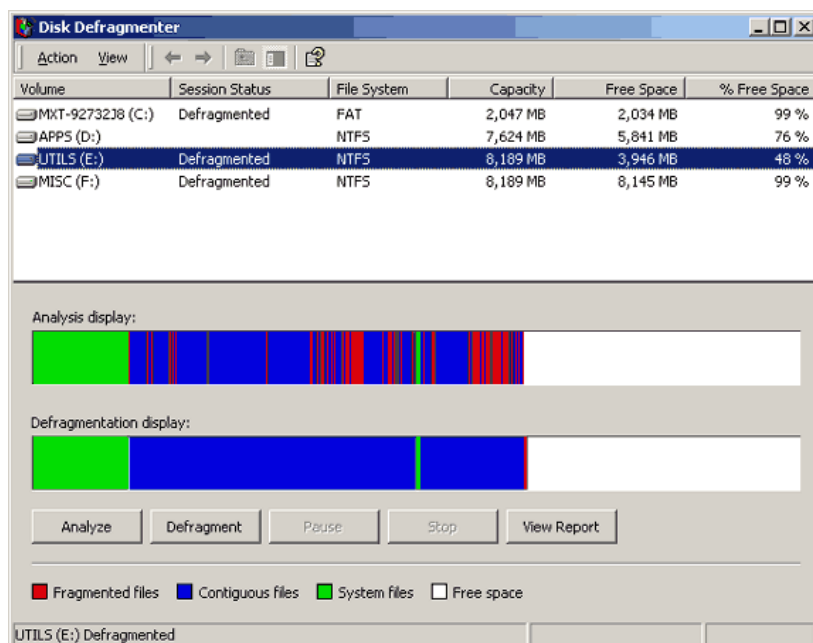 Disk Defragmenter
Action View
Volume Session Status File System Capacity Free Space % Free Space
MXT-92732J8 (C:) Defragmented FAT 2,047 MB 2,034 MB 99 %
APPS (D:) NTFS 7,624 MB 5,841 MB 76 %
UTILS (E:) Defragmented NTFS 8,189 MB 3,946 MB 48 %
MISC (F:) Defragmented NTFS 8,189 MB 8,145 MB 99 %
Analysis display:
Defragmentation display:
Analyze Defragment Pause Stop View Report
Fragmented files Contiguous files System files Free space
UTILS (E:) Defragmented